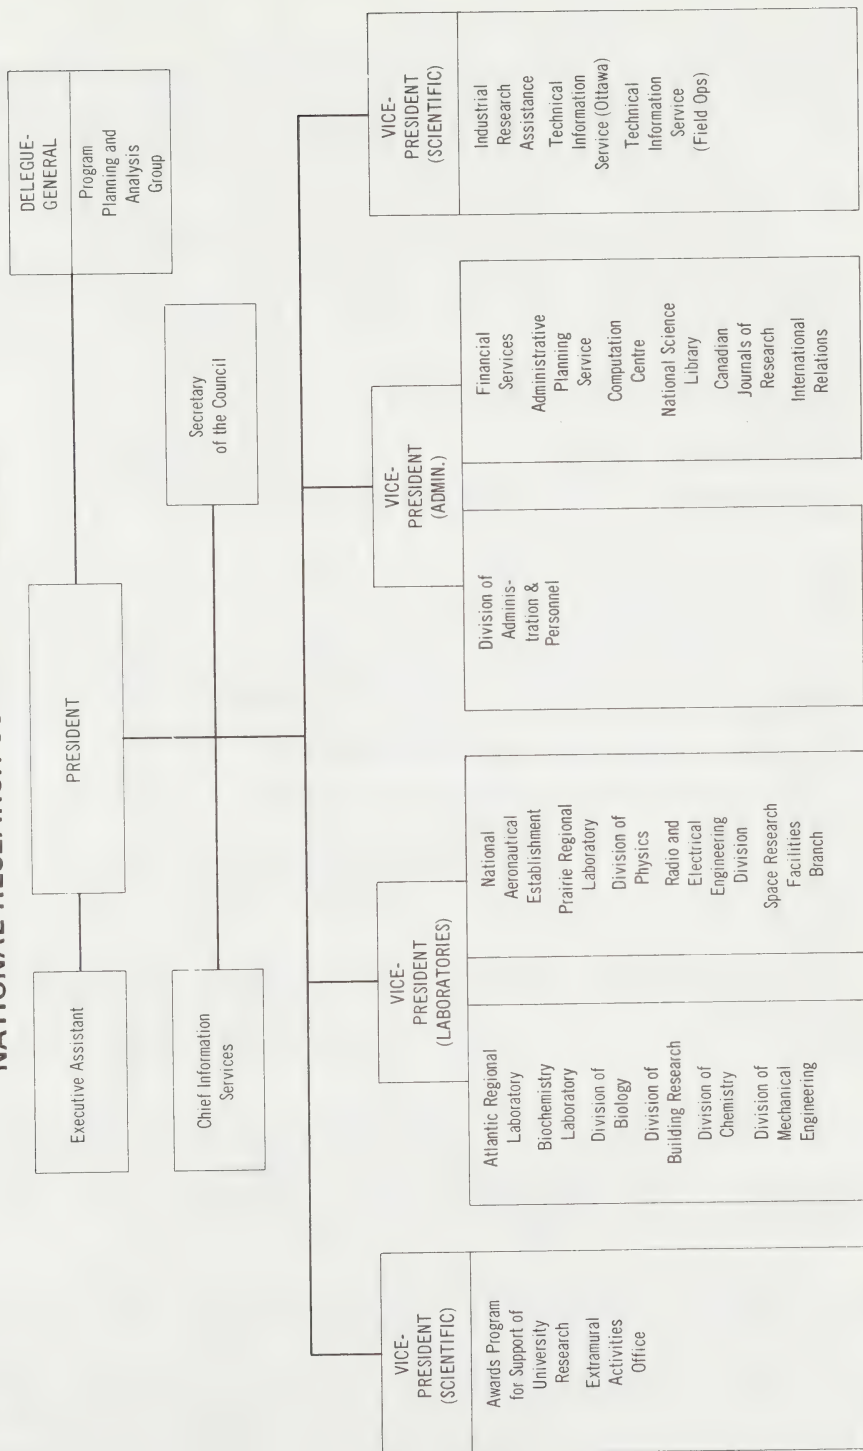 NATIONAL RESEARCH
PRESIDENT
Executive Assistant
DELEGUE-
GENERAL
Program
Planning and
Analysis
Group
Chief Information
Services
Secretary
of the Council
VICE-
PRESIDENT
(SCIENTIFIC)
Awards Program
for Support of
University
Research
Extramural
Activities
Office
VICE-
PRESIDENT
(LABORATORIES)
Atlantic Regional
Laboratory
Biochemistry
Laboratory
Division of
Biology
Division of
Building Research
Division of
Chemistry
Division of
Mechanical
Engineering
National
Aeronautical
Establishment
Prairie Regional
Laboratory
Division of
Physics
Radio and
Electrical
Engineering
Division
Space Research
Facilities
Branch
VICE-
PRESIDENT
(ADMIN.)
Division of
Adminis-
tration &
Personnel
Financial
Services
Administrative
Planning
Service
Computation
Centre
National Science
Library
Canadian
Journals of
Research
International
Relations
VICE-
PRESIDENT
(SCIENTIFIC)
Industrial
Research
Assistance
Technical
Information
Service (Ottawa)
Technical
Information
Service
(Field Ops)